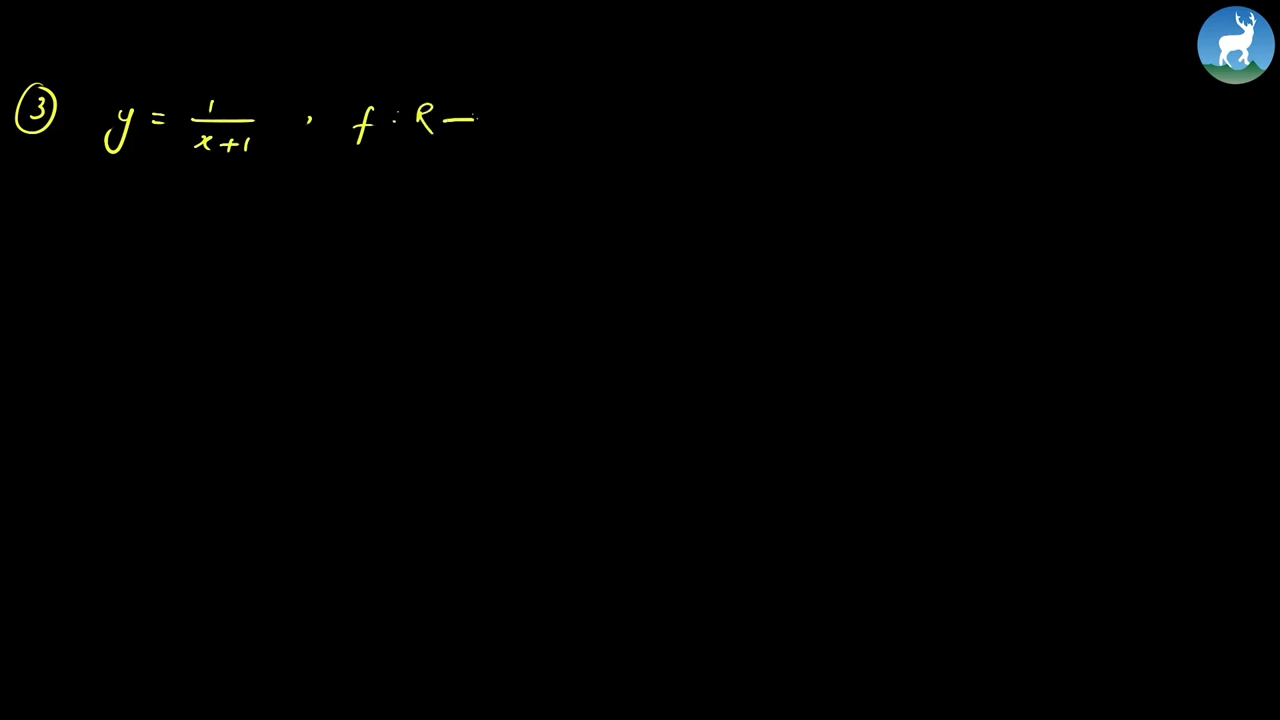 ③ y = 1/(x+1) , f : R —